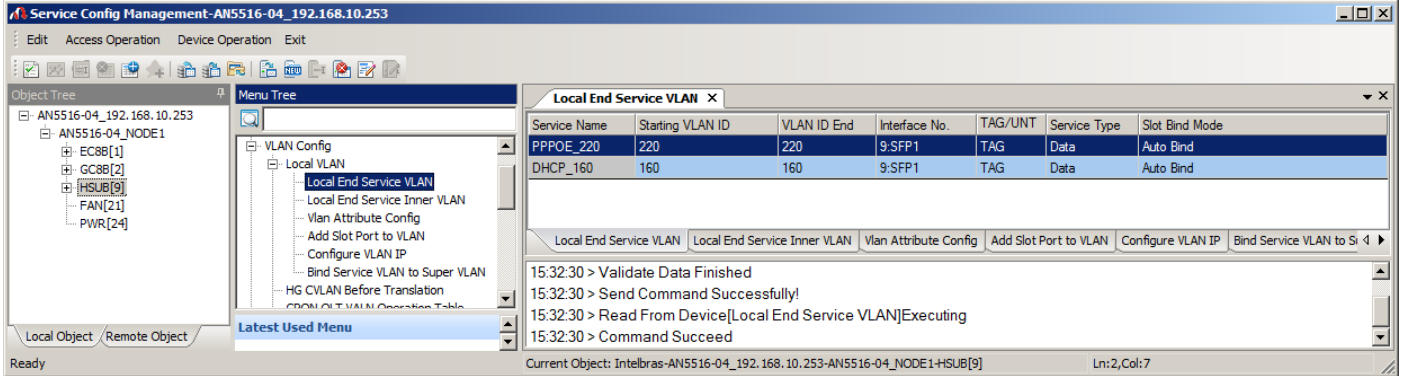 Service Config Management-AN5516-04_192.168.10.253
Edit Access Operation Device Operation Exit
NEW
Object Tree
AN5516-04_192.168.10.253
AN5516-04_NODE1
EC8B[1]
GC8B[2]
HSUB[9]
FAN[21]
PWR[24]
Local Object Remote Object
Menu Tree
VLAN Config
Local VLAN
Local End Service VLAN
Local End Service Inner VLAN
Vlan Attribute Config
Add Slot Port to VLAN
Configure VLAN IP
Bind Service VLAN to Super VLAN
HG CVLAN Before Translation
Latest Used Menu
Local End Service VLAN X
Service Name Starting VLAN ID VLAN ID End Interface No. TAG/UNT Service Type Slot Bind Mode
PPPOE_220 220 220 9:SFP1 TAG Data Auto Bind
DHCP_160 160 160 9:SFP1 TAG Data Auto Bind
Local End Service VLAN Local End Service Inner VLAN Vlan Attribute Config Add Slot Port to VLAN Configure VLAN IP Bind Service VLAN to
15:32:30 > Validate Data Finished
15:32:30 > Send Command Successfully!
15:32:30 > Read From Device[Local End Service VLAN]Executing
15:32:30 > Command Succeed
Ready
Current Object: Intelbras-AN5516-04_192.168.10.253-AN5516-04_NODE1-HSUB[9]
Ln:2,Col:7